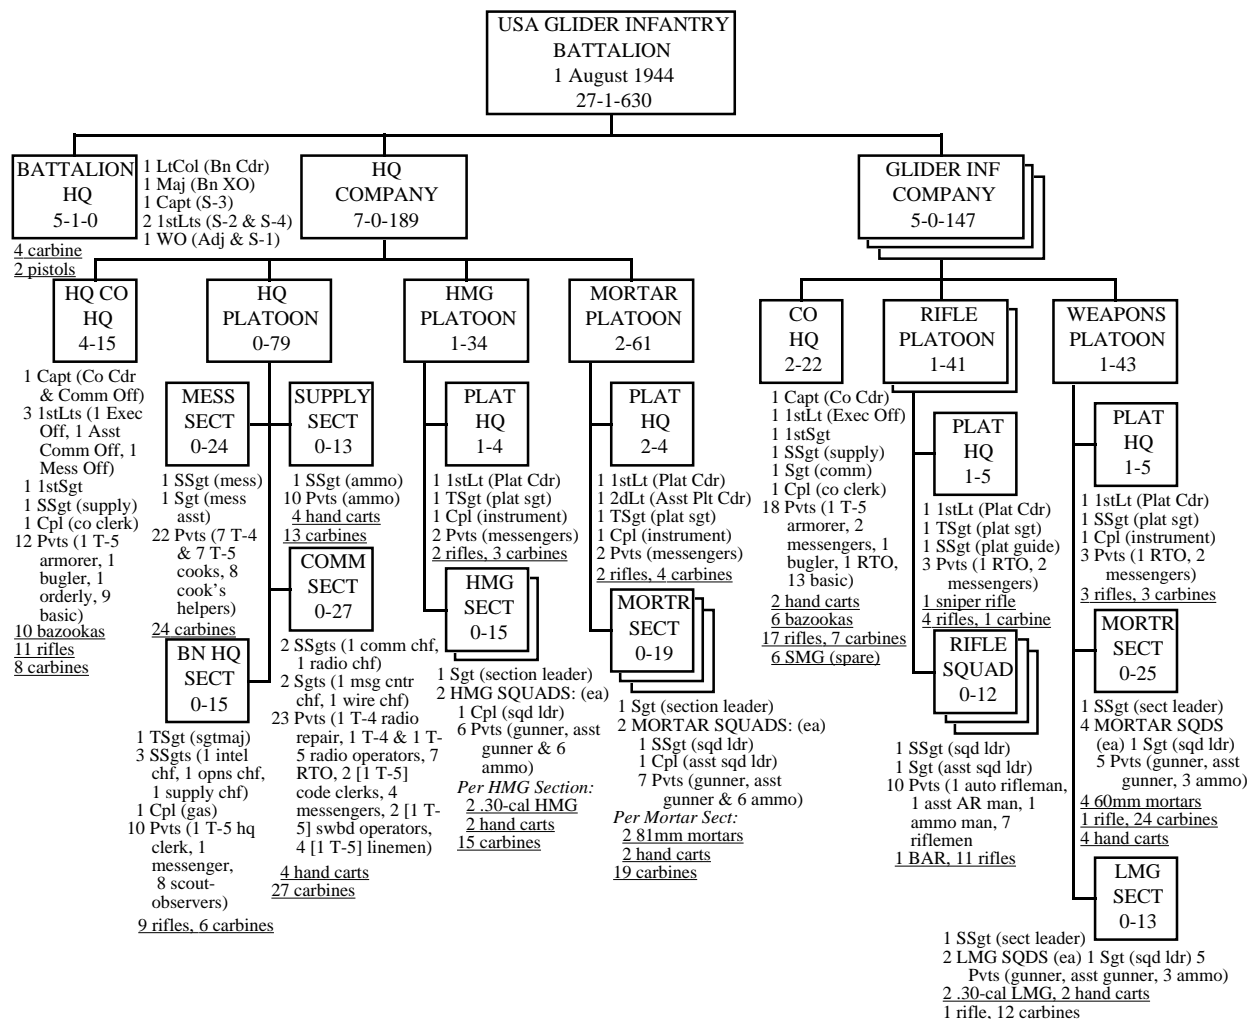 USA GLIDER INFANTRY
BATTALION
1 August 1944
27-1-630
BATTALION
HQ
5-1-0
1 LtCol (Bn Cdr)
1 Maj (Bn XO)
1 Capt (S-3)
2 1stLts (S-2 & S-4)
1 WO (Adj & S-1)
4 carbine
2 pistols
HQ
COMPANY
7-0-189
GLIDER INF
COMPANY
5-0-147
HQ CO
HQ
4-15
1 Capt (Co Cdr
& Comm Off)
3 1stLts (1 Exec
Off, 1 Asst
Comm Off, 1
Mess Off)
1 1stSgt
1 SSgt (supply)
1 Cpl (co clerk)
12 Pvts (1 T-5
armorer, 1
bugler, 1
orderly, 9
basic)
10 bazookas
11 rifles
8 carbines
HQ
PLATOON
0-79
MESS
SECT
0-24
1 SSgt (mess)
1 Sgt (mess
asst)
22 Pvts (7 T-4
& 7 T-5
cooks, 8
cook's
helpers)
24 carbines
BN HQ
SECT
0-15
1 TSgt (sgtmaj)
3 SSgts (1 intel
chf, 1 opns chf,
1 supply chf)
1 Cpl (gas)
10 Pvts (1 T-5 hq
clerk, 1
messenger,
8 scout-
observers)
9 rifles, 6 carbines
SUPPLY
SECT
0-13
1 SSgt (ammo)
10 Pvts (ammo)
4 hand carts
13 carbines
COMM
SECT
0-27
2 SSgts (1 comm chf,
1 radio chf)
2 Sgts (1 msg cntr
chf, 1 wire chf)
23 Pvts (1 T-4 radio
repair, 1 T-4 & 1 T-
5 radio operators, 7
RTO, 2 [1 T-5]
code clerks, 4
messengers, 2 [1 T-
5] swbd operators,
4 [1 T-5] linemen)
4 hand carts
27 carbines
HMG
PLATOON
1-34
PLAT
HQ
1-4
1 1stLt (Plat Cdr)
1 TSgt (plat sgt)
1 Cpl (instrument)
2 Pvts (messengers)
2 rifles, 3 carbines
HMG
SECT
0-15
1 Sgt (section leader)
2 HMG SQUADS: (ea)
1 Cpl (sqd ldr)
6 Pvts (gunner, asst
gunner & 6
ammo)
Per HMG Section:
2 .30-cal HMG
2 hand carts
15 carbines
MORTAR
PLATOON
2-61
PLAT
HQ
2-4
1 1stLt (Plat Cdr)
1 2dLt (Asst Plt Cdr)
1 TSgt (plat sgt)
1 Cpl (instrument)
2 Pvts (messengers)
2 rifles, 4 carbines
MORTR
SECT
0-19
1 Sgt (section leader)
2 MORTAR SQUADS: (ea)
1 SSgt (sqd ldr)
1 Cpl (asst sqd ldr)
7 Pvts (gunner, asst
gunner & 6 ammo)
Per Mortar Sect:
2 81mm mortars
2 hand carts
19 carbines
CO
HQ
2-22
1 Capt (Co Cdr)
1 1stLt (Exec Off)
1 1stSgt
1 SSgt (supply)
1 Sgt (comm)
1 Cpl (co clerk)
18 Pvts (1 T-5
armorer, 2
messengers, 1
bugler, 1 RTO,
13 basic)
2 hand carts
6 bazookas
17 rifles, 7 carbines
6 SMG (spare)
RIFLE
PLATOON
1-41
PLAT
HQ
1-5
1 1stLt (Plat Cdr)
1 TSgt (plat sgt)
1 SSgt (plat guide)
3 Pvts (1 RTO, 2
messengers)
1 sniper rifle
4 rifles, 1 carbine
RIFLE
SQUAD
0-12
1 SSgt (sqd ldr)
1 Sgt (asst sqd ldr)
10 Pvts (1 auto rifleman,
1 asst AR man, 1
ammo man, 7
riflemen
1 BAR, 11 rifles
WEAPONS
PLATOON
1-43
PLAT
HQ
1-5
1 1stLt (Plat Cdr)
1 SSgt (plat sgt)
1 Cpl (instrument)
3 Pvts (1 RTO, 2
messengers)
3 rifles, 3 carbines
MORTR
SECT
0-25
1 SSgt (sect leader)
4 MORTAR SQDS
(ea) 1 Sgt (sqd ldr)
5 Pvts (gunner, asst
gunner, 3 ammo)
4 60mm mortars
1 rifle, 24 carbines
4 hand carts
LMG
SECT
0-13
1 SSgt (sect leader)
2 LMG SQDS (ea) 1 Sgt (sqd ldr) 5
Pvts (gunner, asst gunner, 3 ammo)
2 .30-cal LMG, 2 hand carts
1 rifle, 12 carbines